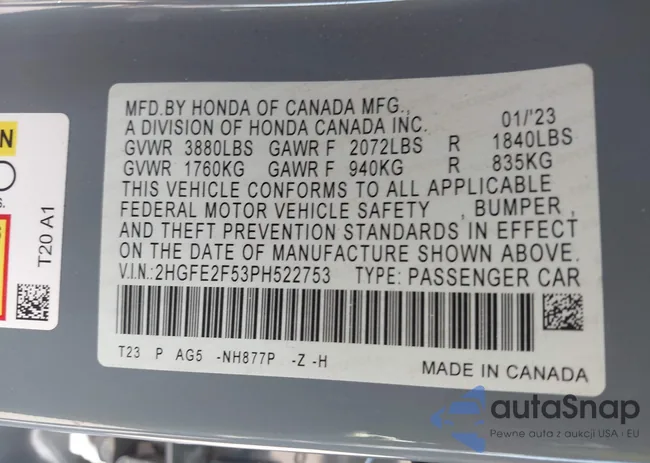 MFD.BY HONDA OF CANADA MFG.,
A DIVISION OF HONDA CANADA INC. 01/'23
GVWR 3880LBS GAWR F 2072LBS R 1840LBS
GVWR 1760KG GAWR F 940KG R 835KG
THIS VEHICLE CONFORMS TO ALL APPLICABLE
FEDERAL MOTOR VEHICLE SAFETY , BUMPER ,
AND THEFT PREVENTION STANDARDS IN EFFECT
ON THE DATE OF MANUFACTURE SHOWN ABOVE.
V.I.N.:2HGFE2F53PH522753 TYPE: PASSENGER CAR
T23 P AG5 -NH877P -Z -H
MADE IN CANADA
N
S.
T20 A1
autaSnap
Pewne auta z aukcji USA i EU